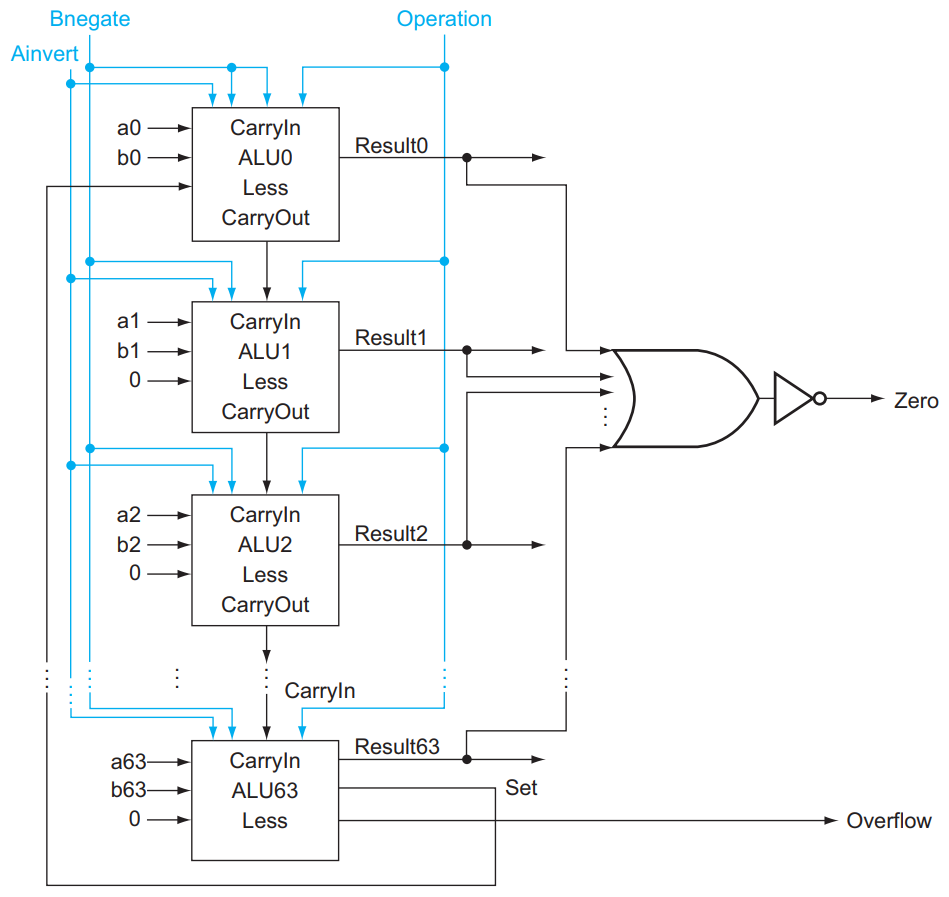 Bnegate
Operation
Ainvert
a0
CarryIn
b0
ALU0
Result0
Less
CarryOut
a1
CarryIn
b1
ALU1
Result1
0
Less
CarryOut
Zero
a2
CarryIn
b2
ALU2
Result2
0
Less
CarryOut
CarryIn
a63
CarryIn
Result63
b63
ALU63
Set
0
Less
Overflow